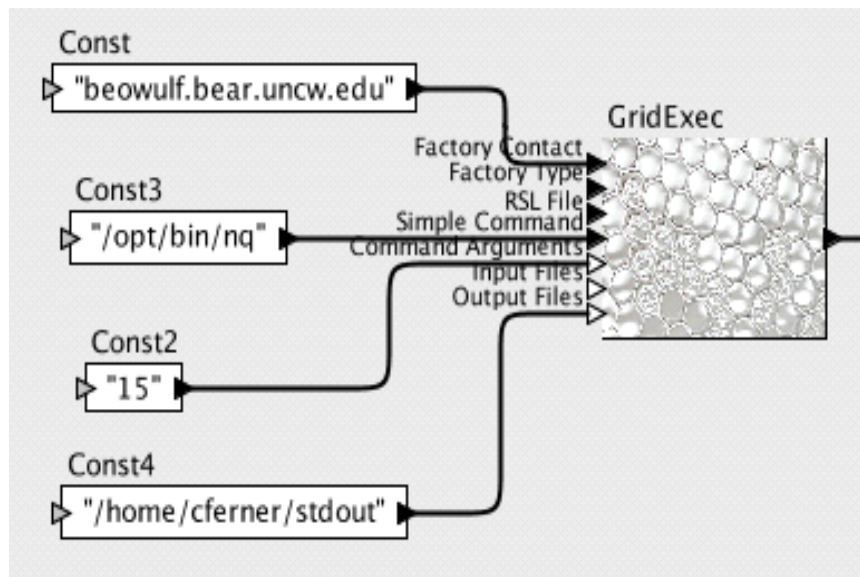 Const
"beowulf.bear.uncw.edu"
GridExec
Factory Contact
Factory Type
RSL File
Simple Command
Command Arguments
Input Files
Output Files
Const3
"/opt/bin/nq"
Const2
"15"
Const4
"/home/cferner/stdout"